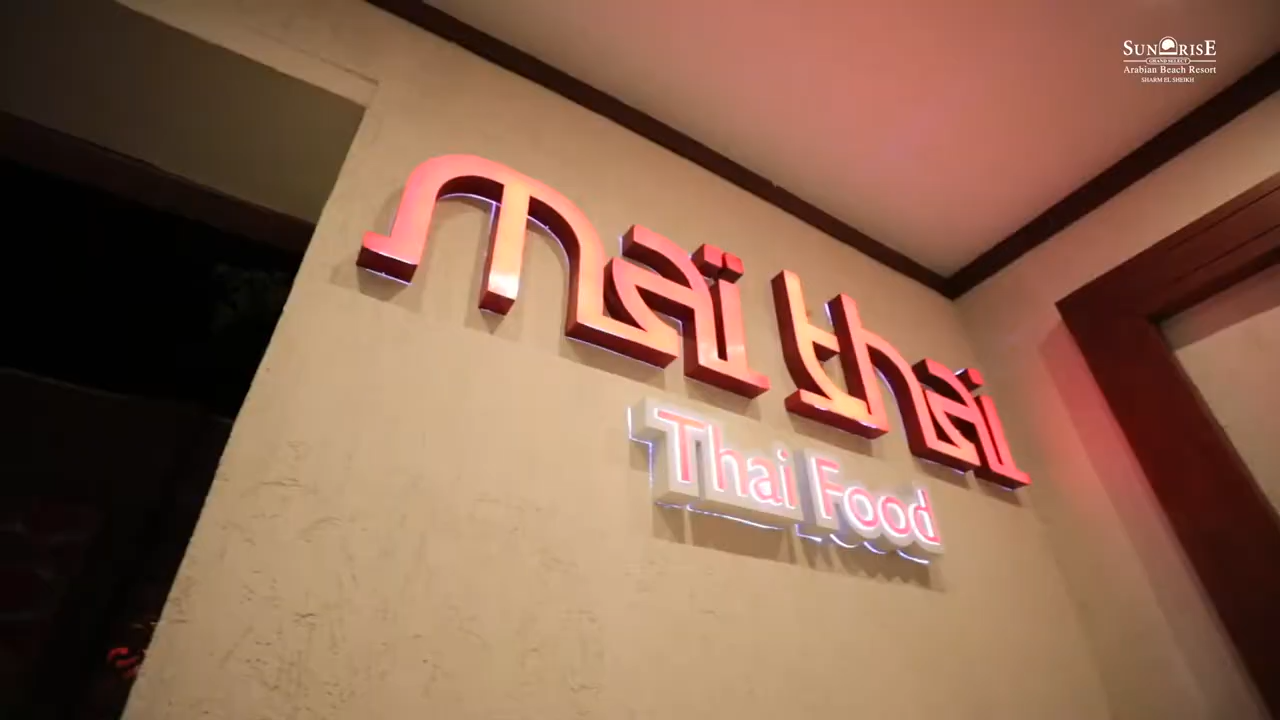 SUNRISE
GRAND SELECT
Arabian Beach Resort
SHARM EL SHEIKH
mai thai
Thai Food